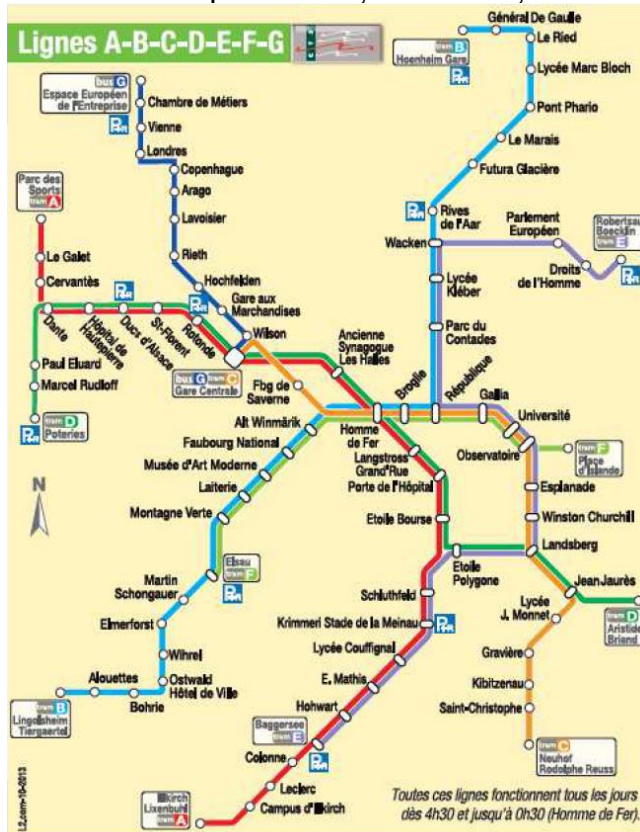 Lignes A-B-C-D-E-F-G
Général De Gaulle
tram B
Hoenheim Gare
P+R
Le Ried
Lycée Marc Bloch
Pont Phario
Le Marais
Futura Glacière
bus G
Espace Européen
de l'Entreprise
P+R
Chambre de Métiers
Vienne
Londres
Copenhague
Arago
Lavoisier
Rieth
Hochfelden
Gare aux
Marchandises
Wilson
Parc des
Sports
tram A
Le Galet
Cervantès
P+R
Rives
de l'Aar
Wacken
Parlement
Européen
Robertsau
Boecklin
tram E
P+R
Droits
de l'Homme
Lycée
Kléber
Parc du
Contades
P+R
P+R
Dante
Hôpital de
Hautepierre
Ducs d'Alsace
St-Florent
Rotonde
Ancienne
Synagogue
Les Halles
Paul Eluard
Marcel Rudloff
P+R
tram D
Poteries
bus G tram C
Gare Centrale
Fbg de
Saverne
Broglie
République
Gallia
Université
Alt Winmärik
Homme
de Fer
Observatoire
tram F
Place
d'Islande
Faubourg National
Musée d'Art Moderne
Laiterie
Montagne Verte
Langstross
Grand'Rue
Porte de l'Hôpital
Esplanade
Winston Churchill
Etoile Bourse
Landsberg
N
Elsau
tram F
P+R
Etoile
Polygone
Jean Jaurès
Martin
Schongauer
Schluthfeld
Lycée
J. Monnet
tram D
Aristide
Briand
Elmerforst
Krimmeri Stade de la Meinau
P+R
Wihrel
Lycée Couffignal
Gravière
Alouettes
Ostwald
Hôtel de Ville
E. Mathis
Kibitzenau
Bohrie
Hohwart
Saint-Christophe
tram B
Lingolsheim
Tiergaertel
Baggersee
tram E
P+R
Colonne
tram C
Neuhof
Rodolphe Reuss
Leclerc
Campus d'Illkirch
Illkirch
Lixenbuhl
tram A
Toutes ces lignes fonctionnent tous les jours
dès 4h30 et jusqu'à 0h30 (Homme de Fer).